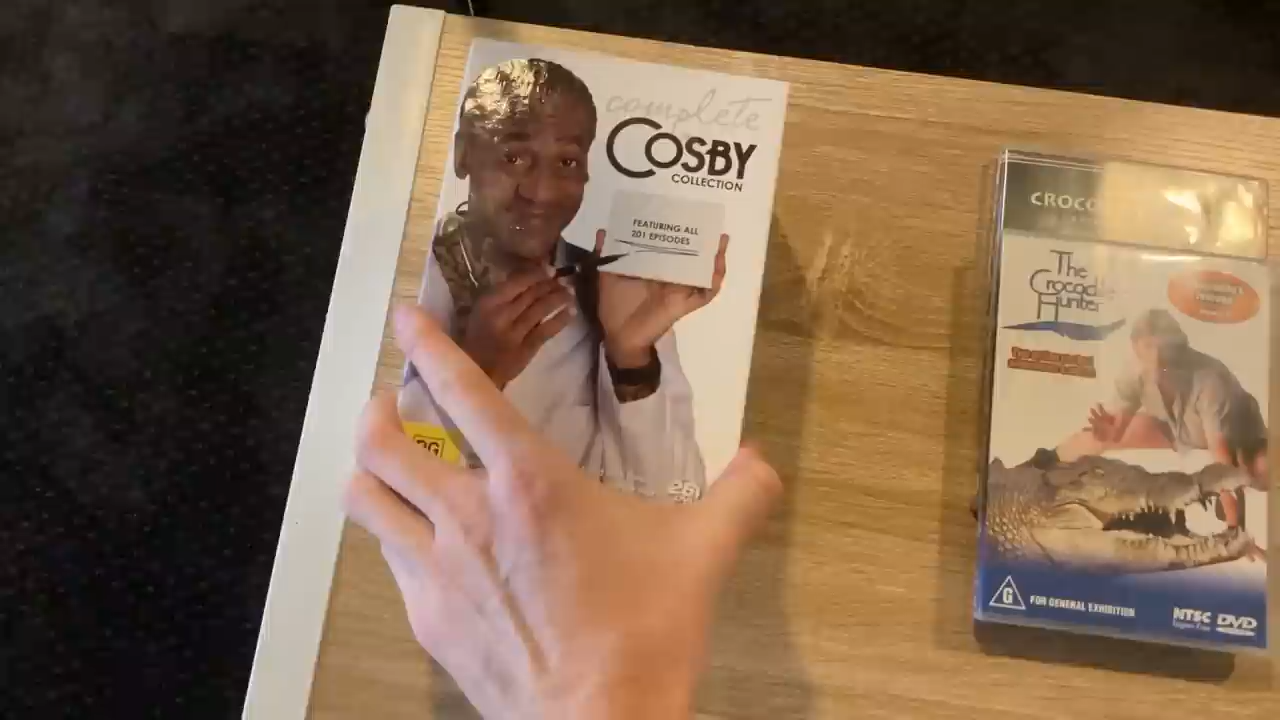 complete
COSBY
COLLECTION
FEATURING ALL
201 EPISODES
PG
CROCO
The
Crocodile
Hunter
G FOR GENERAL EXHIBITION
NTSC DVD